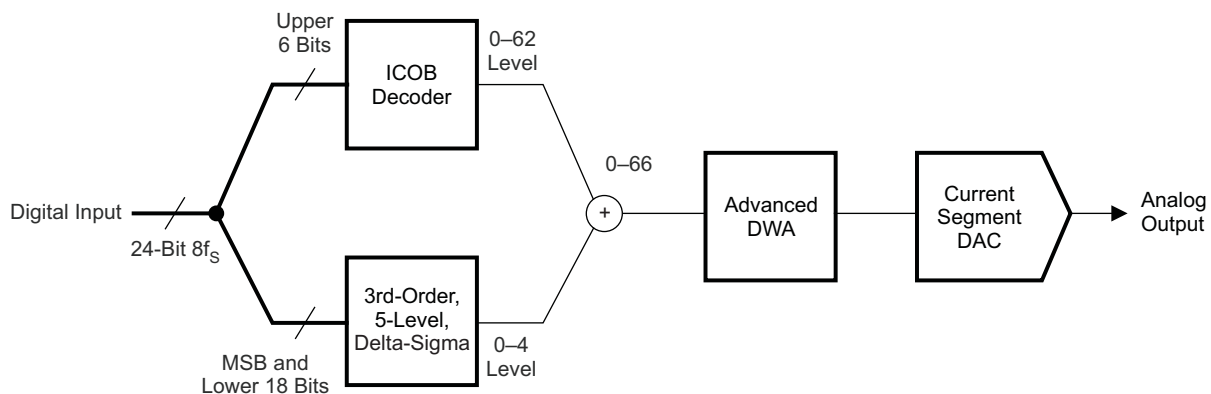 Upper
6 Bits
ICOB
Decoder
0–62
Level
Digital Input
24-Bit 8fS
0–66
+
Advanced
DWA
Current
Segment
DAC
Analog
Output
MSB and
Lower 18 Bits
3rd-Order,
5-Level,
Delta-Sigma
0–4
Level